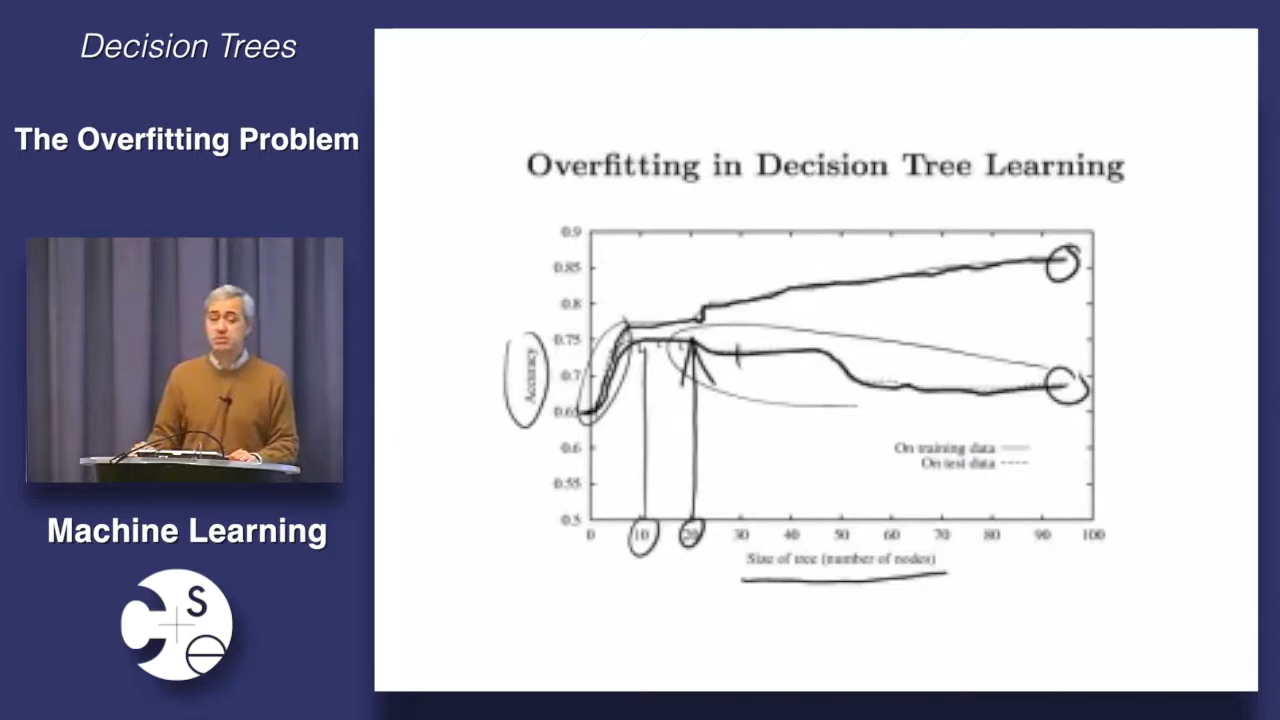 Decision Trees
The Overfitting Problem
Machine Learning
C S e
Overfitting in Decision Tree Learning
0.9
0.85
0.8
0.75
0.7
0.65
0.6
0.55
0.5
Accuracy
On training data
On test data
0 10 20 30 40 50 60 70 80 90 100
Size of tree (number of nodes)